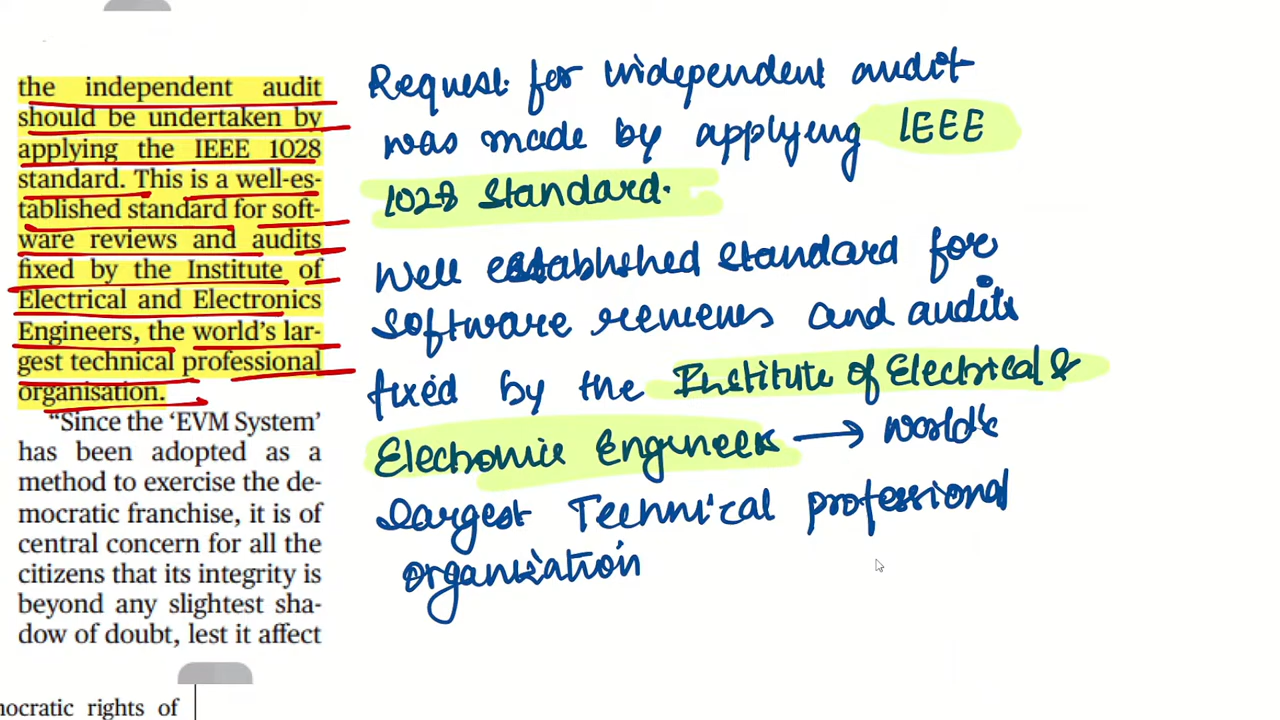 the independent audit
should be undertaken by
applying the IEEE 1028
standard. This is a well-es-
tablished standard for soft-
ware reviews and audits
fixed by the Institute of
Electrical and Electronics
Engineers, the world's lar-
gest technical professional
organisation.
“Since the ‘EVM System’
has been adopted as a
method to exercise the de-
mocratic franchise, it is of
central concern for all the
citizens that its integrity is
beyond any slightest sha-
dow of doubt, lest it affect
nocratic rights of
Request for independent audit
was made by applying IEEE
1028 Standard.
Well established standard for
software reviews and audits
fixed by the Institute of Electrical &
Electronics Engineers → world's
largest Technical professional
organization